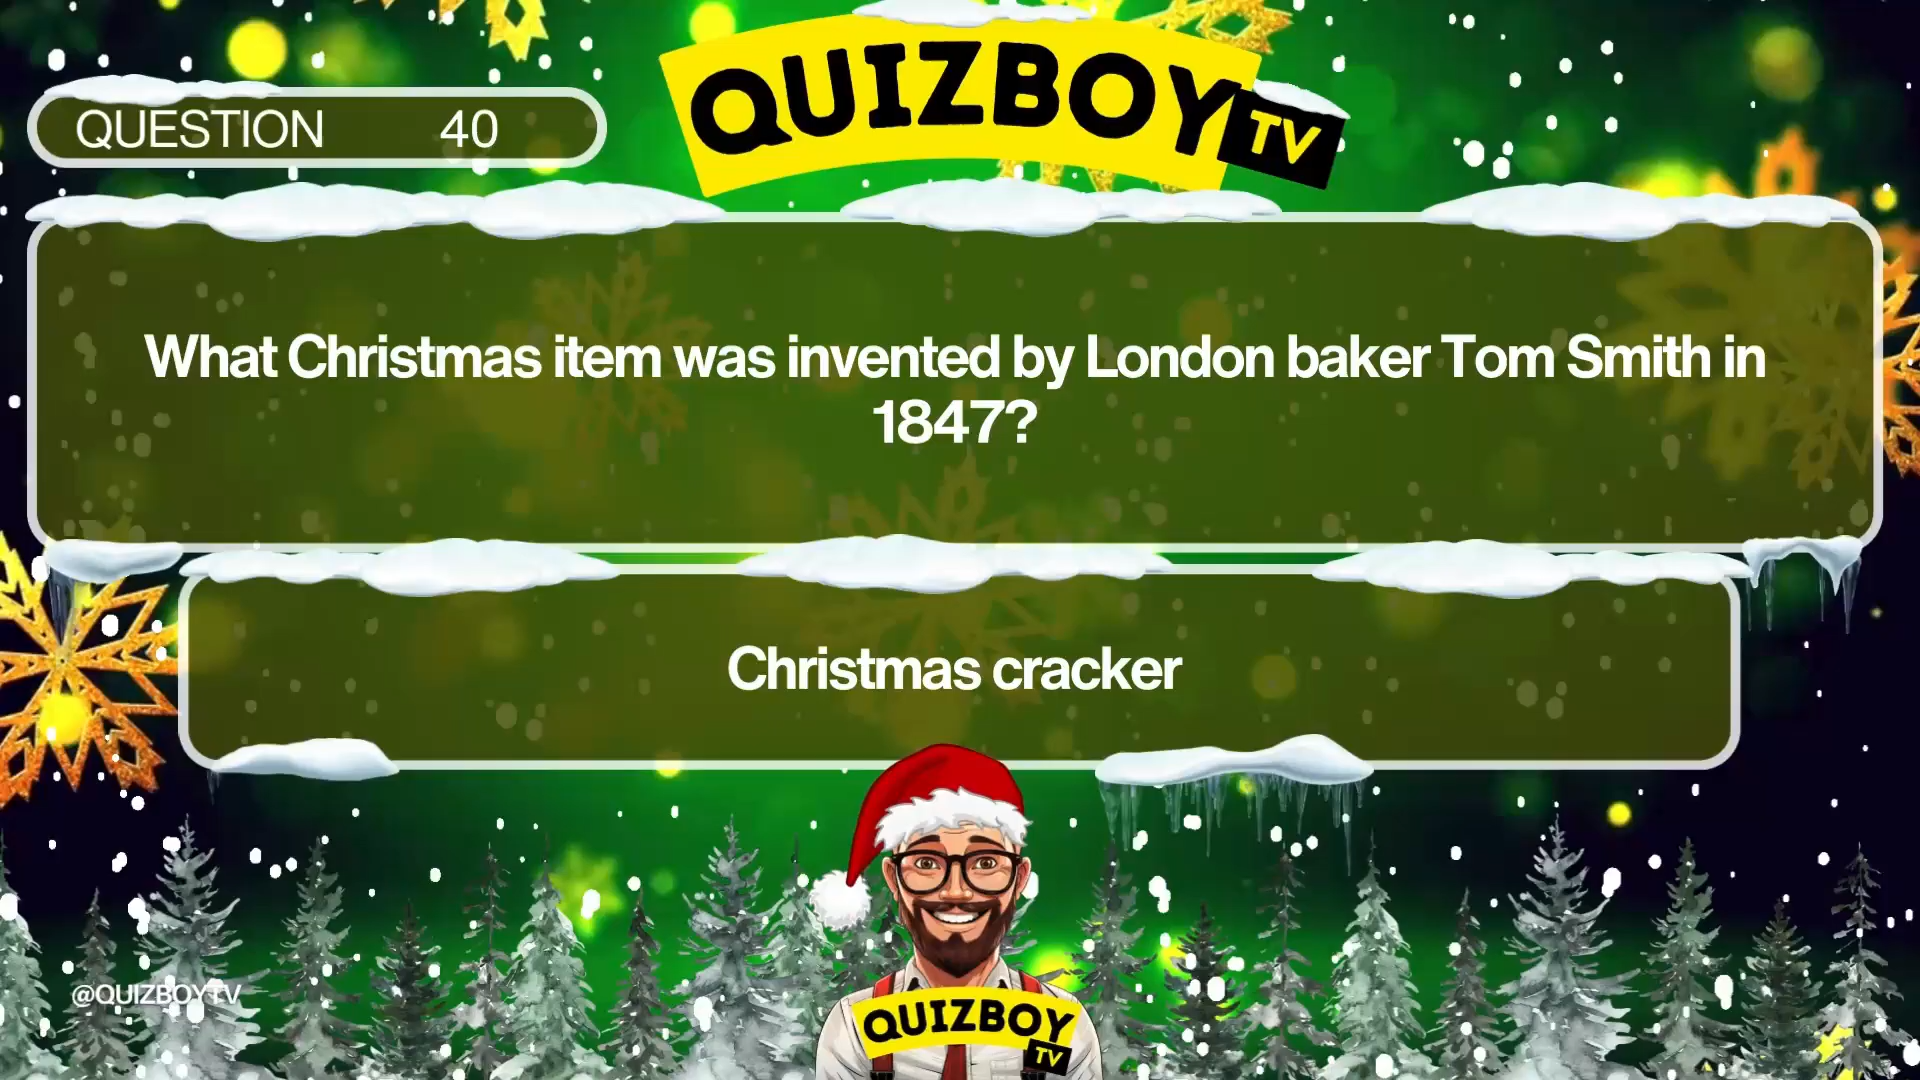 QUIZBOY
TV
QUESTION 40
What Christmas item was invented by London baker Tom Smith in
1847?
Christmas cracker
@QUIZBOYTV
QUIZBOY
TV